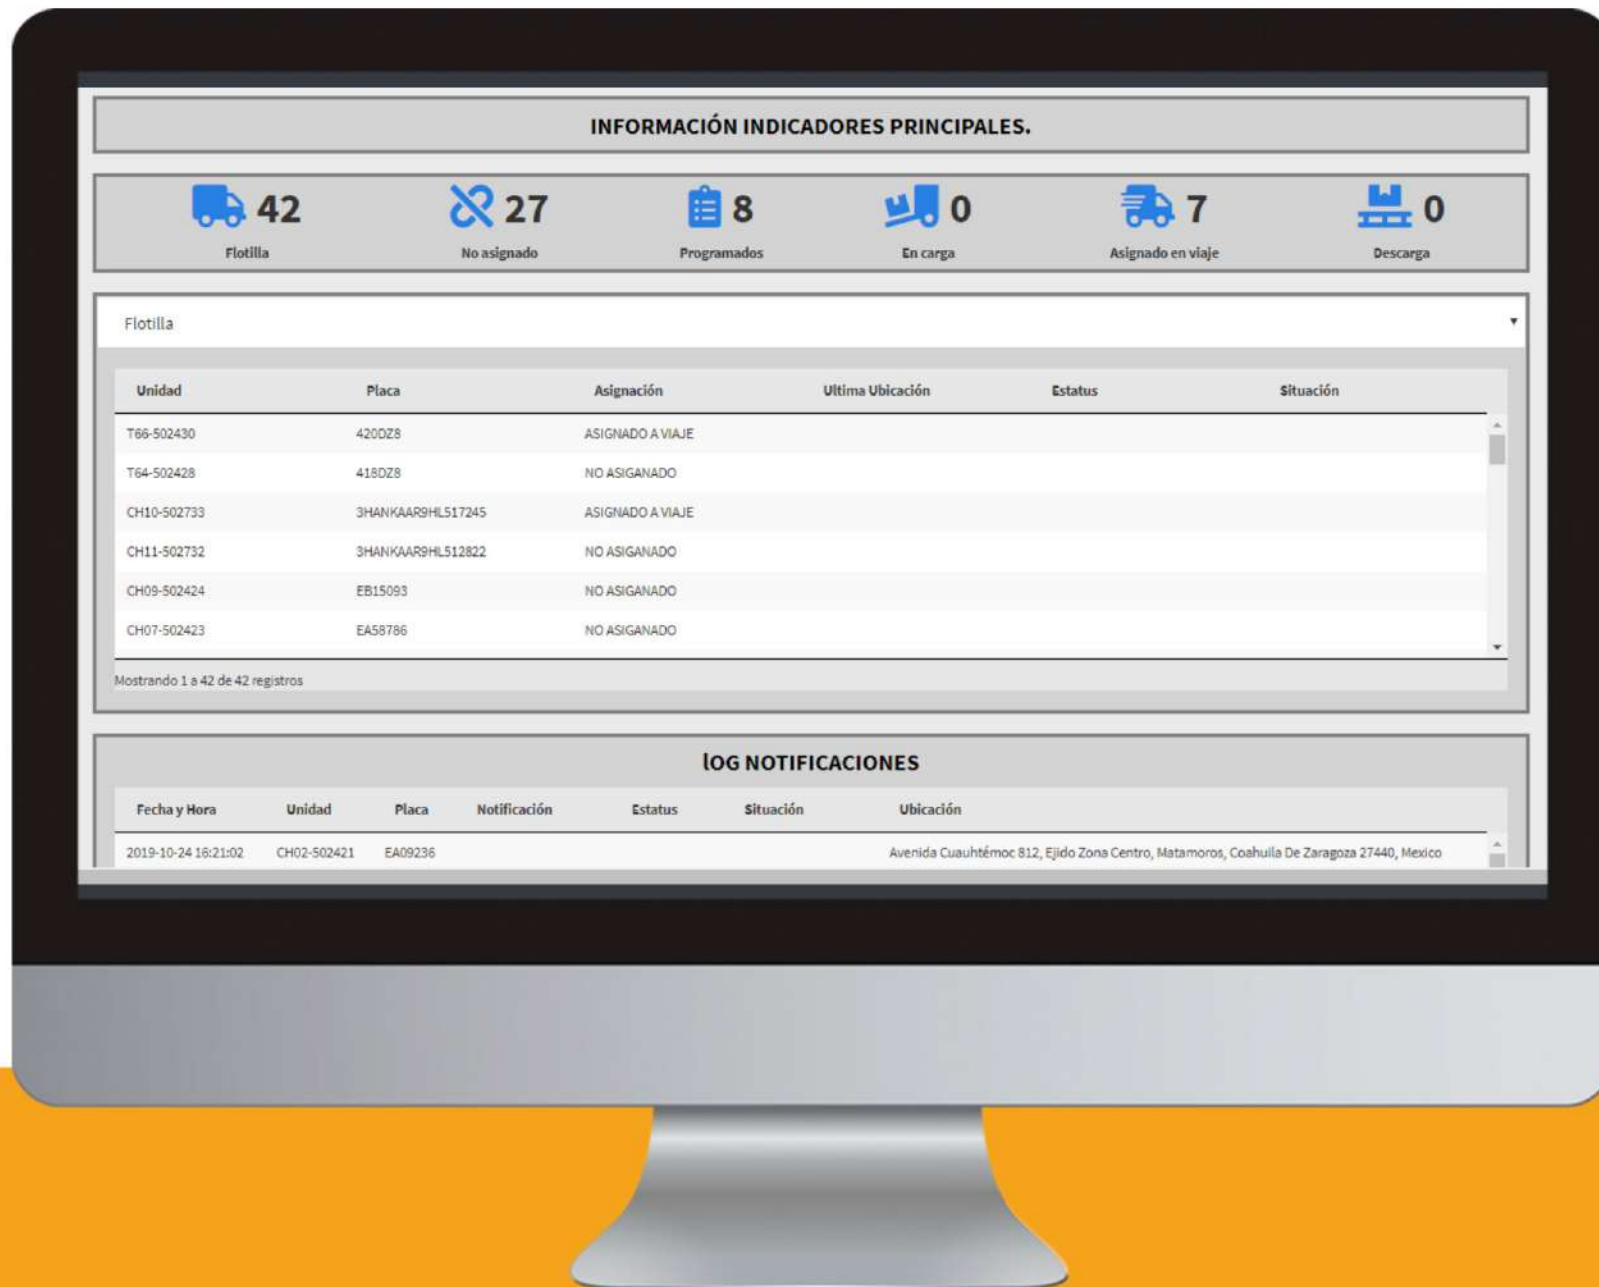 INFORMACIÓN INDICADORES PRINCIPALES.
42 27 8 0 7 0
Flotilla No asignado Programados En carga Asignado en viaje Descarga
Flotilla
Unidad Placa Asignación Ultima Ubicación Estatus Situación
T66-502430 420DZ8 ASIGNADO A VIAJE
T64-502428 418DZ8 NO ASIGANADO
CH10-502733 3HANKAAR9HL517245 ASIGNADO A VIAJE
CH11-502732 3HANKAAR9HL512822 NO ASIGANADO
CH09-502424 EB15093 NO ASIGANADO
CH07-502423 EA58786 NO ASIGANADO
Mostrando 1 a 42 de 42 registros
lOG NOTIFICACIONES
Fecha y Hora Unidad Placa Notificación Estatus Situación Ubicación
2019-10-24 16:21:02 CH02-502421 EA09236 Avenida Cuauhtémoc 812, Ejido Zona Centro, Matamoros, Coahuila De Zaragoza 27440, Mexico